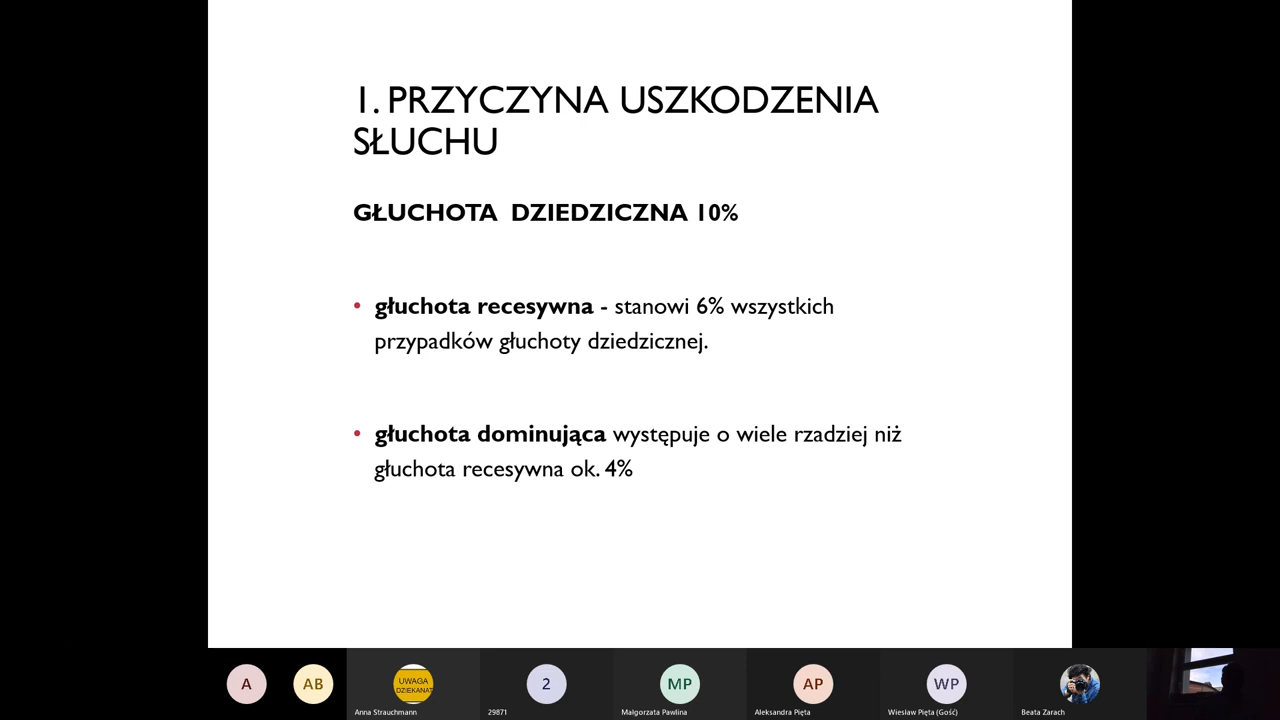 1. PRZYCZYNA USZKODZENIA
SŁUCHU
GŁUCHOTA DZIEDZICZNA 10%
• głuchota recesywna - stanowi 6% wszystkich
przypadków głuchoty dziedzicznej.
• głuchota dominująca występuje o wiele rzadziej niż
głuchota recesywna ok. 4%
A
AB
UWAGA
DZIEKANAT
Anna Strauchmann
2
29871
MP
Małgorzata Pawlina
AP
Aleksandra Pięta
WP
Wiesław Pięta (Gość)
Beata Zarach